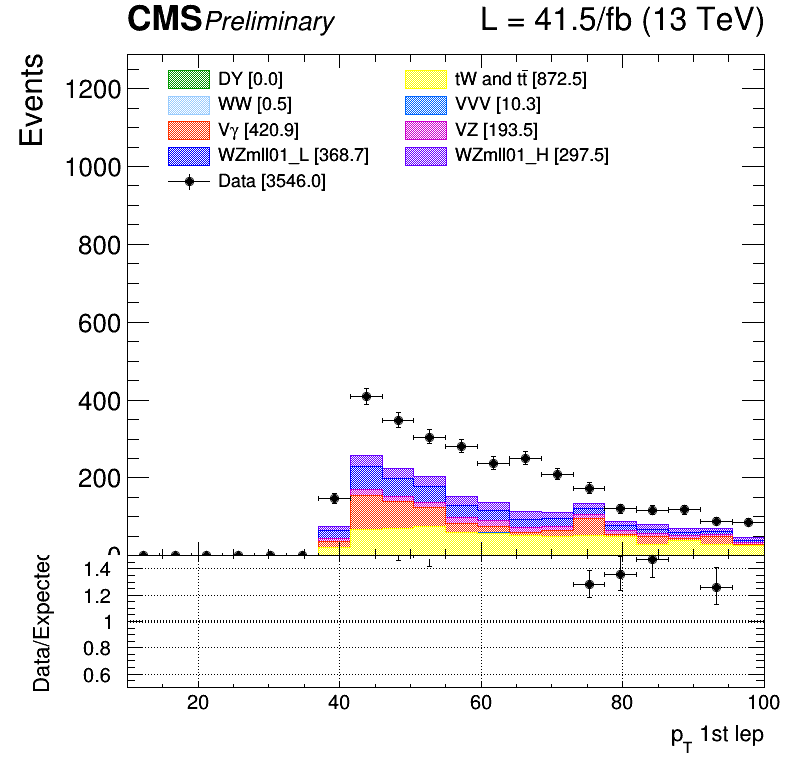 CMS Preliminary L = 41.5/fb (13 TeV)
Events
1200
1000
800
600
400
200
0
DY [0.0]
WW [0.5]
Vγ [420.9]
WZmll01_L [368.7]
Data [3546.0]
tW and tt̄ [872.5]
VVV [10.3]
VZ [193.5]
WZmll01_H [297.5]
Data/Expected
1.4
1.2
1
0.8
0.6
20 40 60 80 100
p_T 1st lep